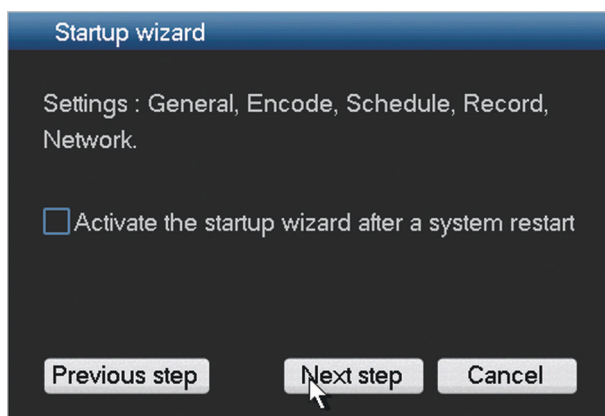 Startup wizard
Settings : General, Encode, Schedule, Record,
Network.
Activate the startup wizard after a system restart
Previous step
Next step
Cancel